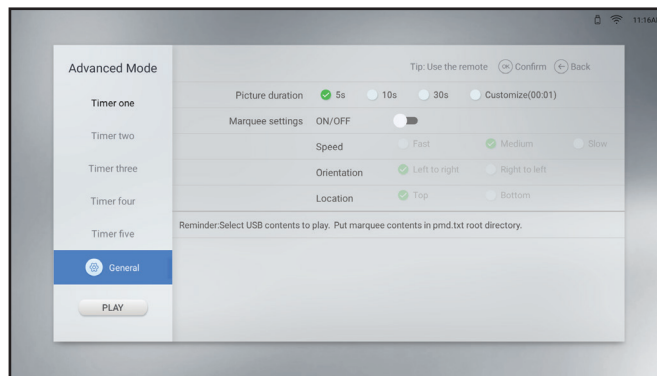 11:16AM
Advanced Mode
Tip: Use the remote OK Confirm Back
Timer one
Picture duration 5s 10s 30s Customize(00:01)
Marquee settings ON/OFF
Timer two
Speed Fast Medium Slow
Timer three
Orientation Left to right Right to left
Timer four
Location Top Bottom
Timer five
Reminder:Select USB contents to play. Put marquee contents in pmd.txt root directory.
General
PLAY